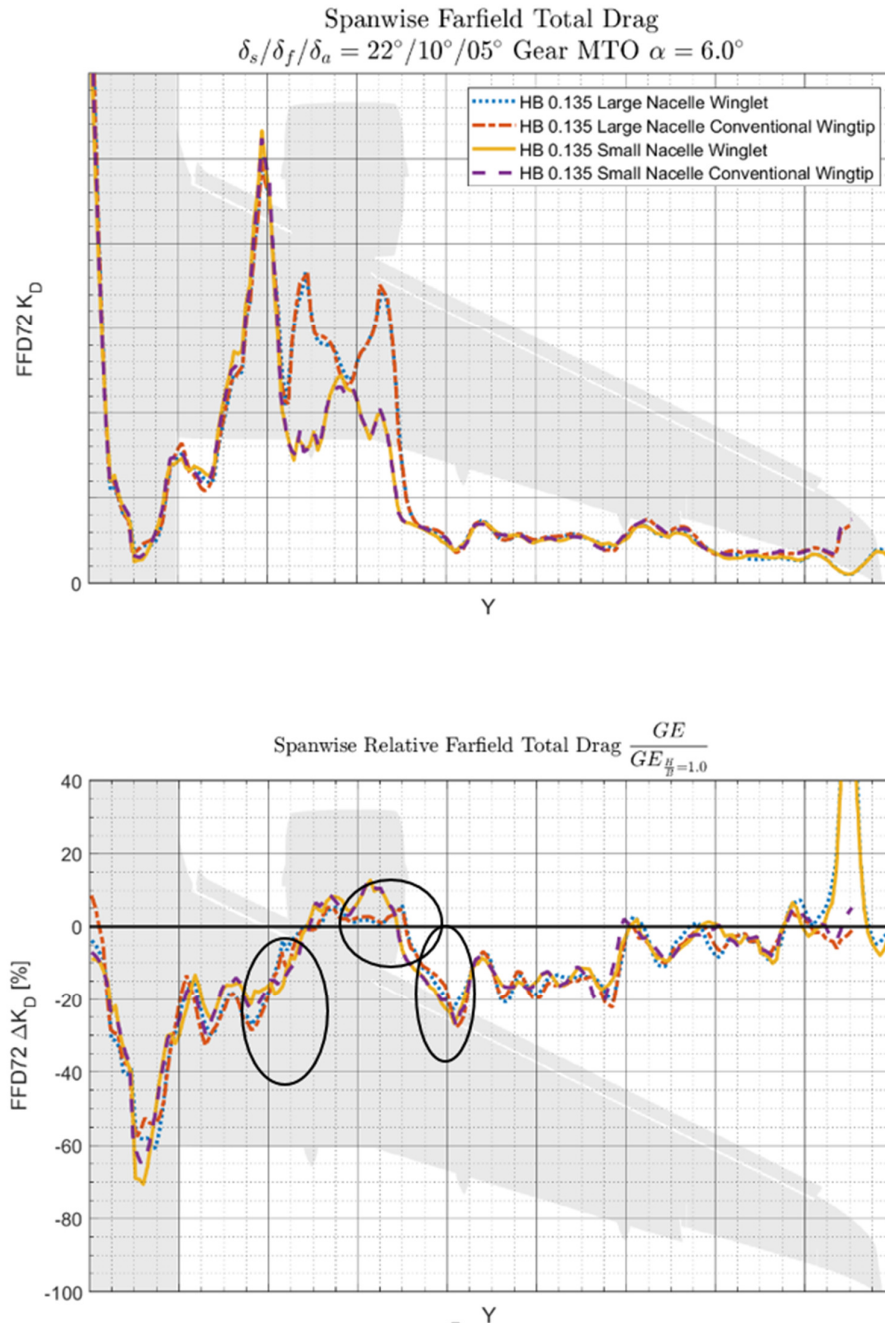 Spanwise Farfield Total Drag
δs/δf/δa = 22°/10°/05° Gear MTO α = 6.0°
HB 0.135 Large Nacelle Winglet
HB 0.135 Large Nacelle Conventional Wingtip
HB 0.135 Small Nacelle Winglet
HB 0.135 Small Nacelle Conventional Wingtip
FFD72 KD
0
Y
Spanwise Relative Farfield Total Drag GE/GE H/B=1.0
40
20
0
-20
-40
-60
-80
-100
FFD72 ΔKD [%]
Y